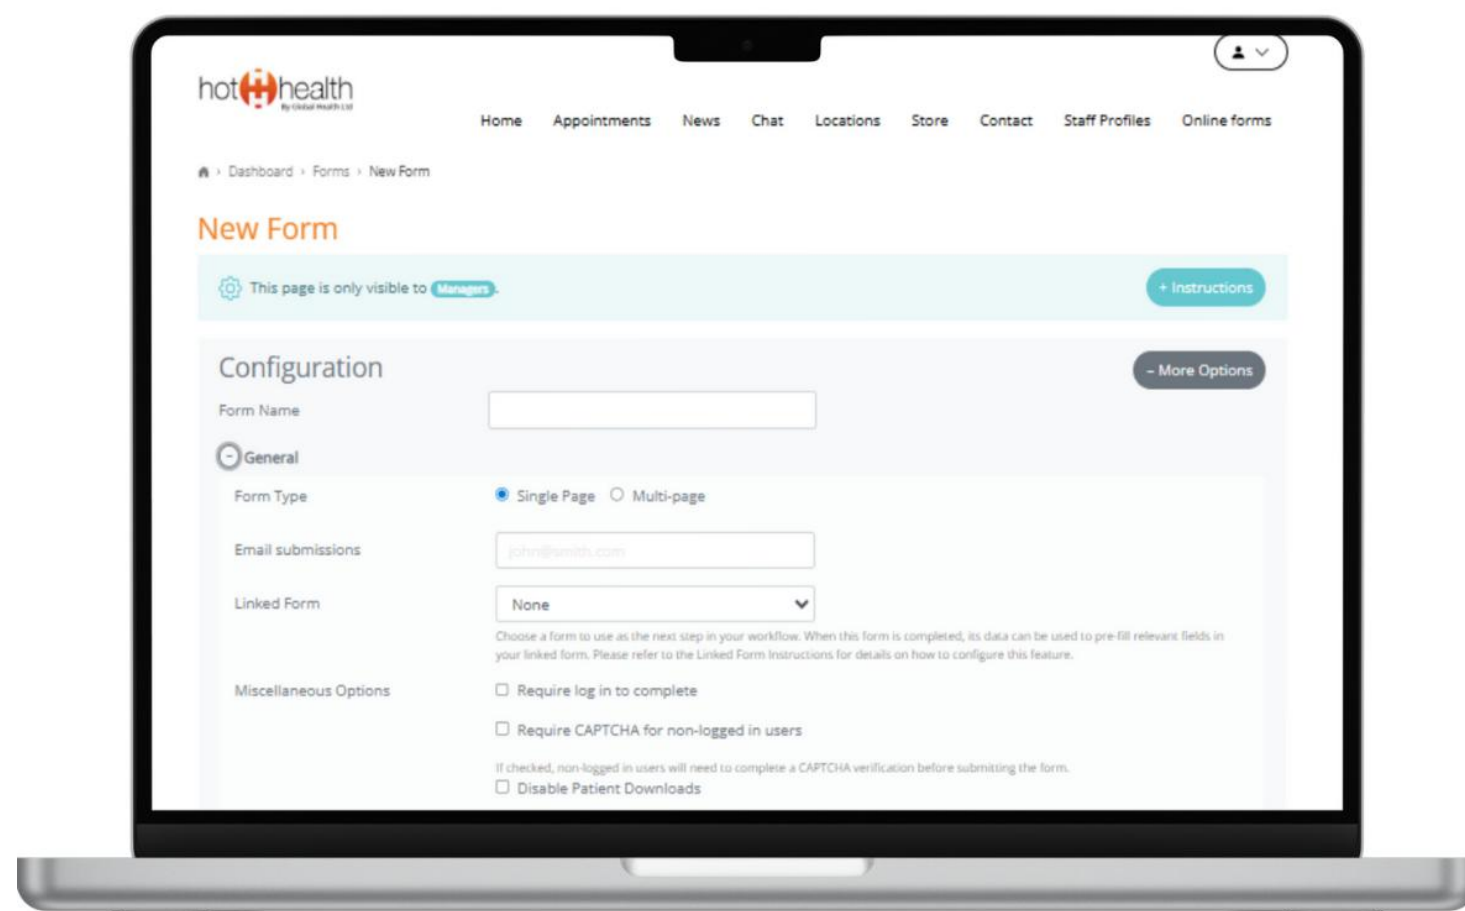 hot health
By Global Health Ltd
Home Appointments News Chat Locations Store Contact Staff Profiles Online forms
Dashboard › Forms › New Form
New Form
This page is only visible to Managers.
+ Instructions
Configuration
– More Options
Form Name
General
Form Type
Single Page Multi-page
Email submissions
john@smith.com
Linked Form
None
Choose a form to use as the next step in your workflow. When this form is completed, its data can be used to pre-fill relevant fields in
your linked form. Please refer to the Linked Form Instructions for details on how to configure this feature.
Miscellaneous Options
Require log in to complete
Require CAPTCHA for non-logged in users
If checked, non-logged in users will need to complete a CAPTCHA verification before submitting the form.
Disable Patient Downloads